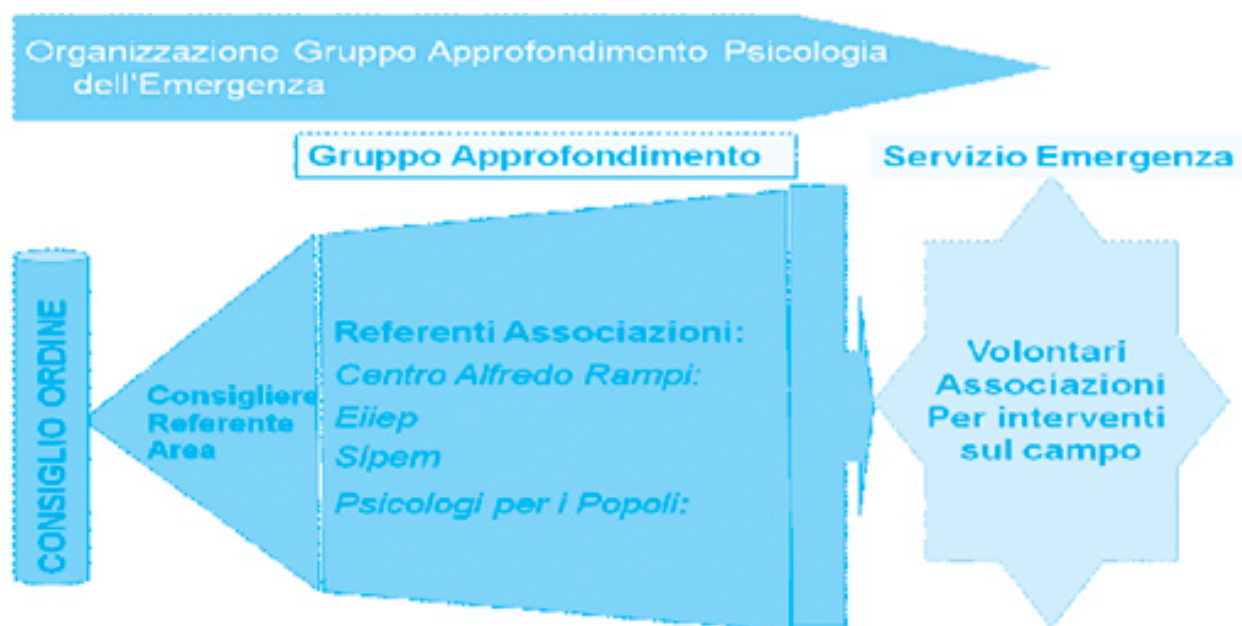 Organizzazione Gruppo Approfondimento Psicologia
dell'Emergenza
Gruppo Approfondimento
Servizio Emergenza
CONSIGLIO ORDINE
Consigliere
Referente
Area
Referenti Associazioni:
Centro Alfredo Rampi:
Eiiep
Sipem
Psicologi per i Popoli:
Volontari
Associazioni
Per interventi
sul campo